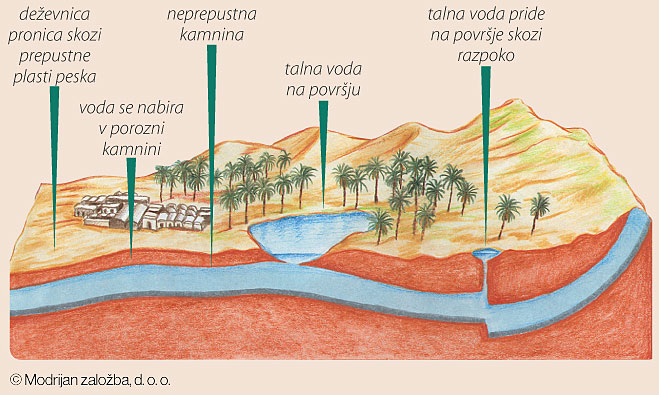 deževnica
pronica skozi
prepustne
plasti peska
neprepustna
kamnina
voda se nabira
v porozni
kamnini
talna voda
na površju
talna voda pride
na površje skozi
razpoko
© Modrijan založba, d. o. o.